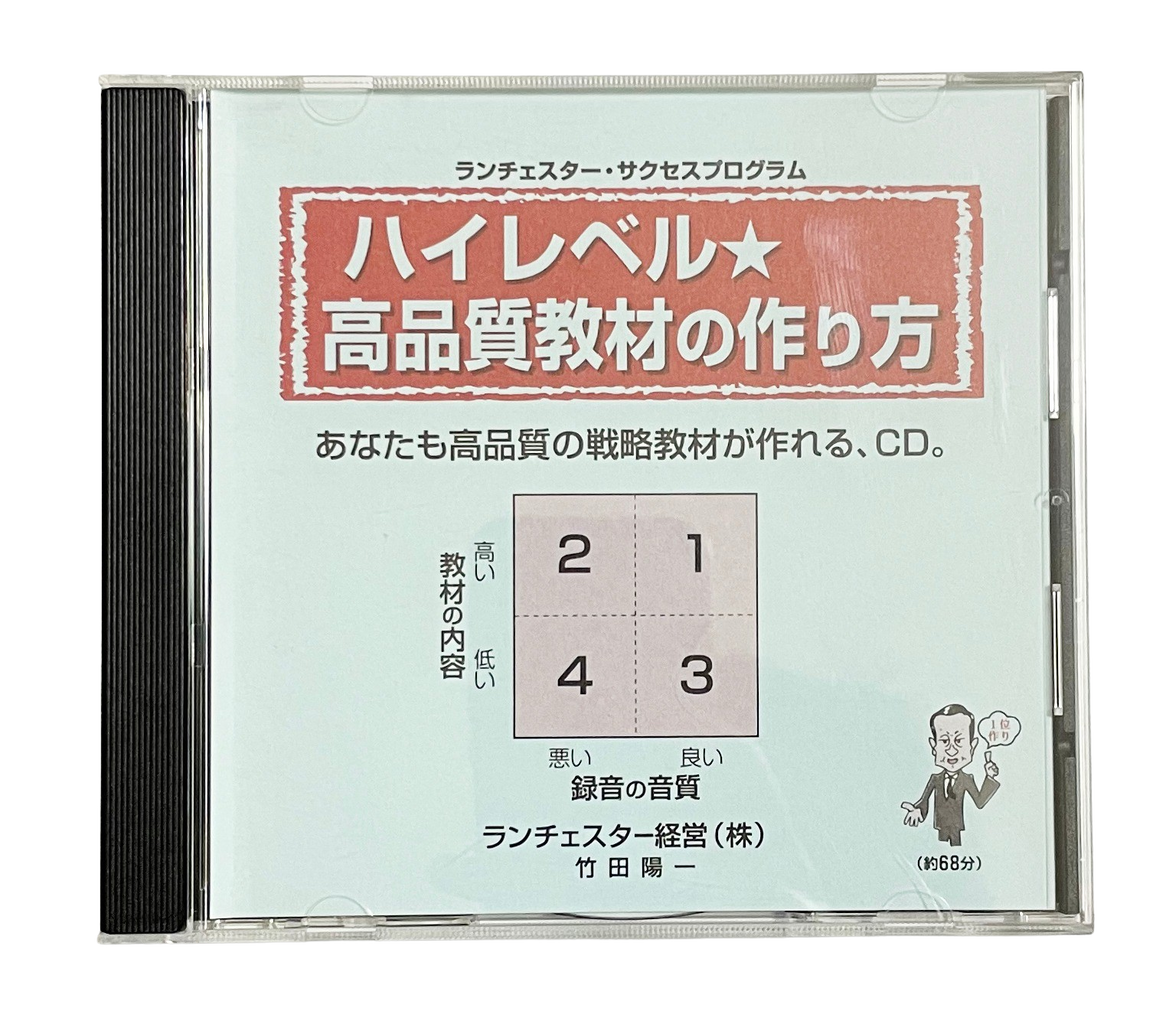 ランチェスター・サクセスプログラム
ハイレベル★
高品質教材の作り方
あなたも高品質の戦略教材が作れる、CD。
教材の内容
高い
低い
2 1
4 3
悪い 良い
録音の音質
1位
作り
ランチェスター経営(株)
竹田陽一
(約68分)